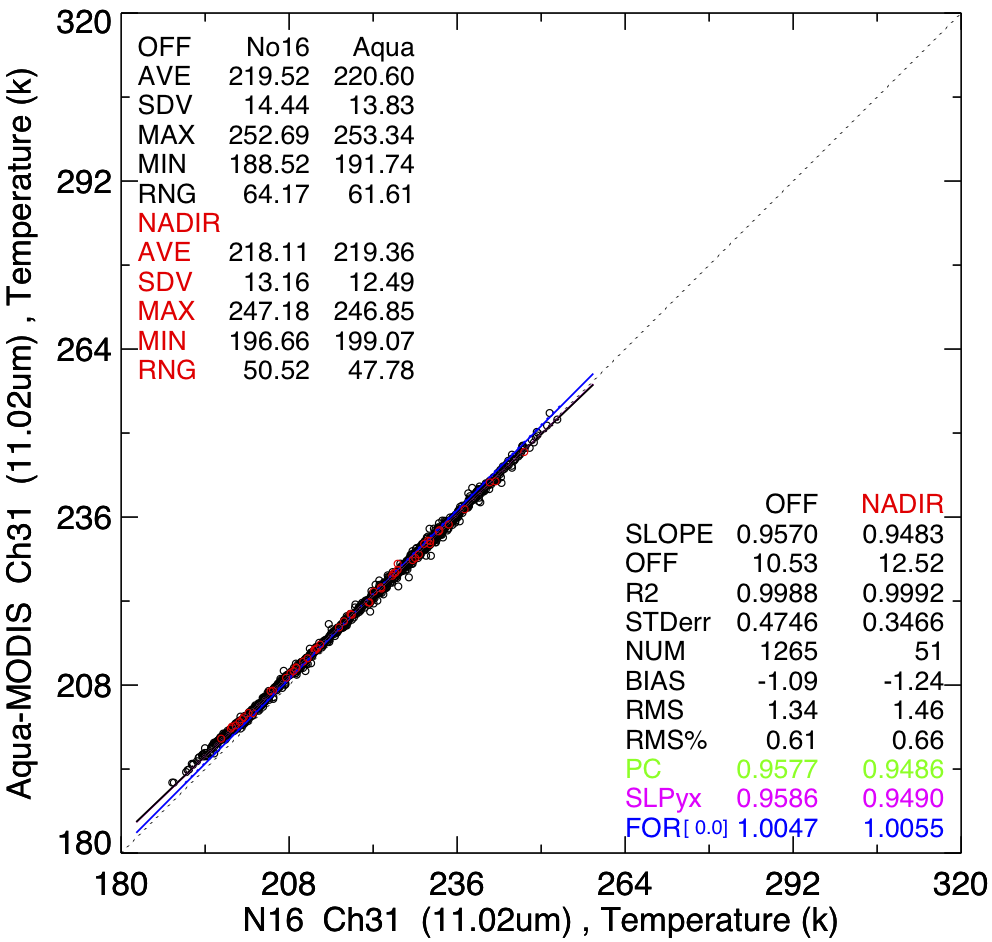 320
292
264
236
208
180
Aqua-MODIS Ch31 (11.02um) , Temperature (k)
OFF No16 Aqua
AVE 219.52 220.60
SDV 14.44 13.83
MAX 252.69 253.34
MIN 188.52 191.74
RNG 64.17 61.61
NADIR
AVE 218.11 219.36
SDV 13.16 12.49
MAX 247.18 246.85
MIN 196.66 199.07
RNG 50.52 47.78
OFF NADIR
SLOPE 0.9570 0.9483
OFF 10.53 12.52
R2 0.9988 0.9992
STDerr 0.4746 0.3466
NUM 1265 51
BIAS -1.09 -1.24
RMS 1.34 1.46
RMS% 0.61 0.66
PC 0.9577 0.9486
SLPyx 0.9586 0.9490
FOR[ 0.0] 1.0047 1.0055
180 208 236 264 292 320
N16 Ch31 (11.02um) , Temperature (k)